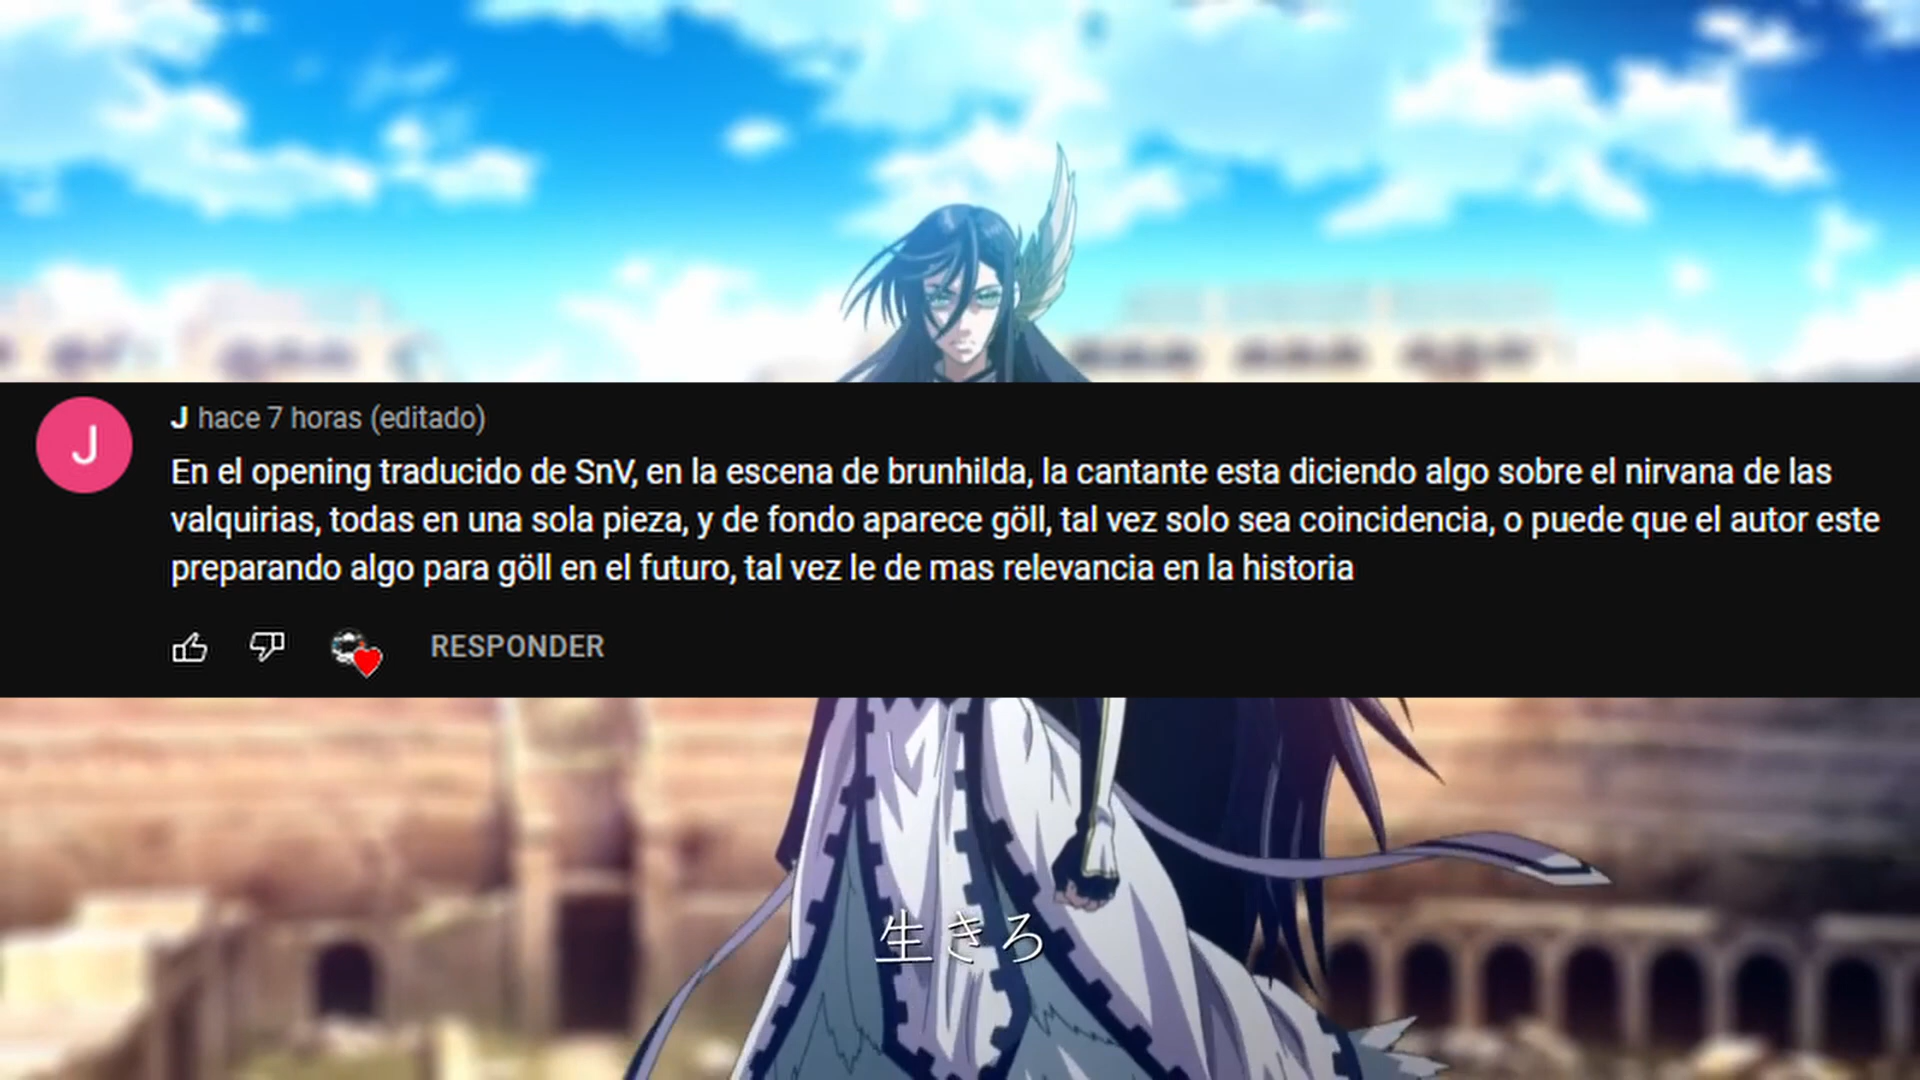 J
J hace 7 horas (editado)
En el opening traducido de SnV, en la escena de brunhilda, la cantante esta diciendo algo sobre el nirvana de las
valquirias, todas en una sola pieza, y de fondo aparece göll, tal vez solo sea coincidencia, o puede que el autor este
preparando algo para göll en el futuro, tal vez le de mas relevancia en la historia
RESPONDER
生きろ